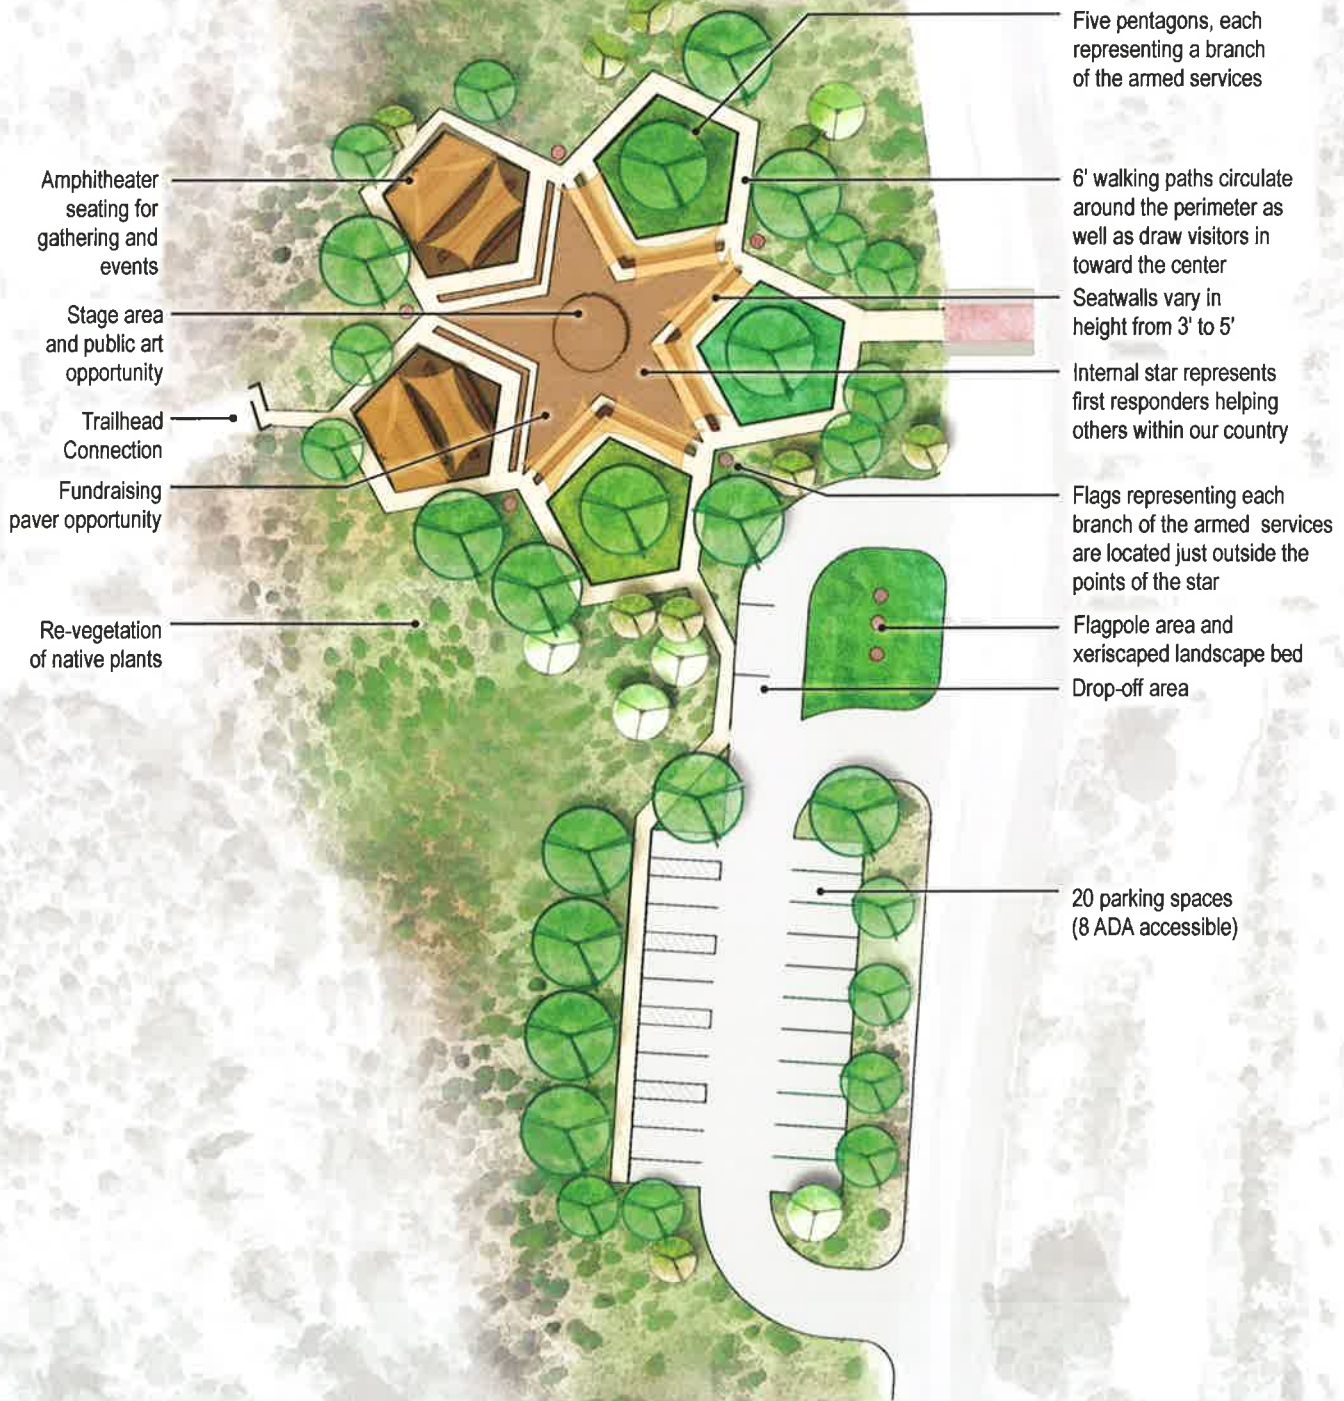 Five pentagons, each
representing a branch
of the armed services
Amphitheater
seating for
gathering and
events
6' walking paths circulate
around the perimeter as
well as draw visitors in
toward the center
Stage area
and public art
opportunity
Seatwalls vary in
height from 3' to 5'
Trailhead
Connection
Internal star represents
first responders helping
others within our country
Fundraising
paver opportunity
Flags representing each
branch of the armed services
are located just outside the
points of the star
Re-vegetation
of native plants
Flagpole area and
xeriscaped landscape bed
Drop-off area
20 parking spaces
(8 ADA accessible)